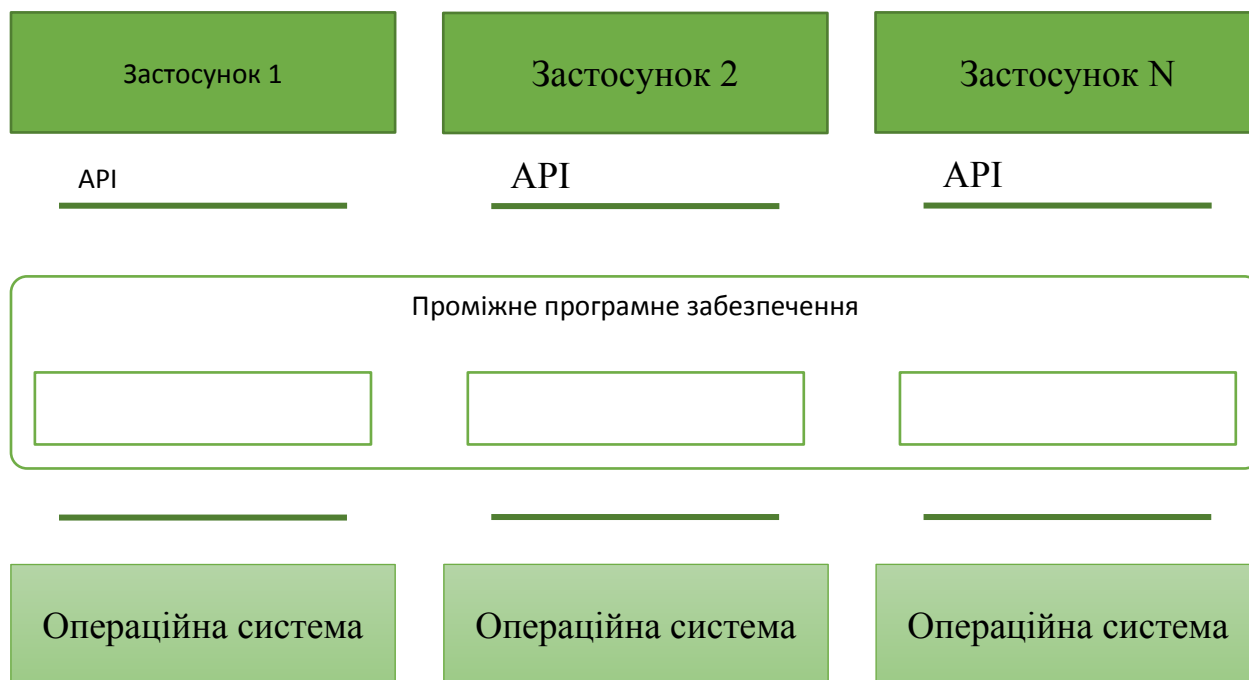 Застосунок 1
Застосунок 2
Застосунок N
API
API
API
Проміжне програмне забезпечення
Операційна система
Операційна система
Операційна система